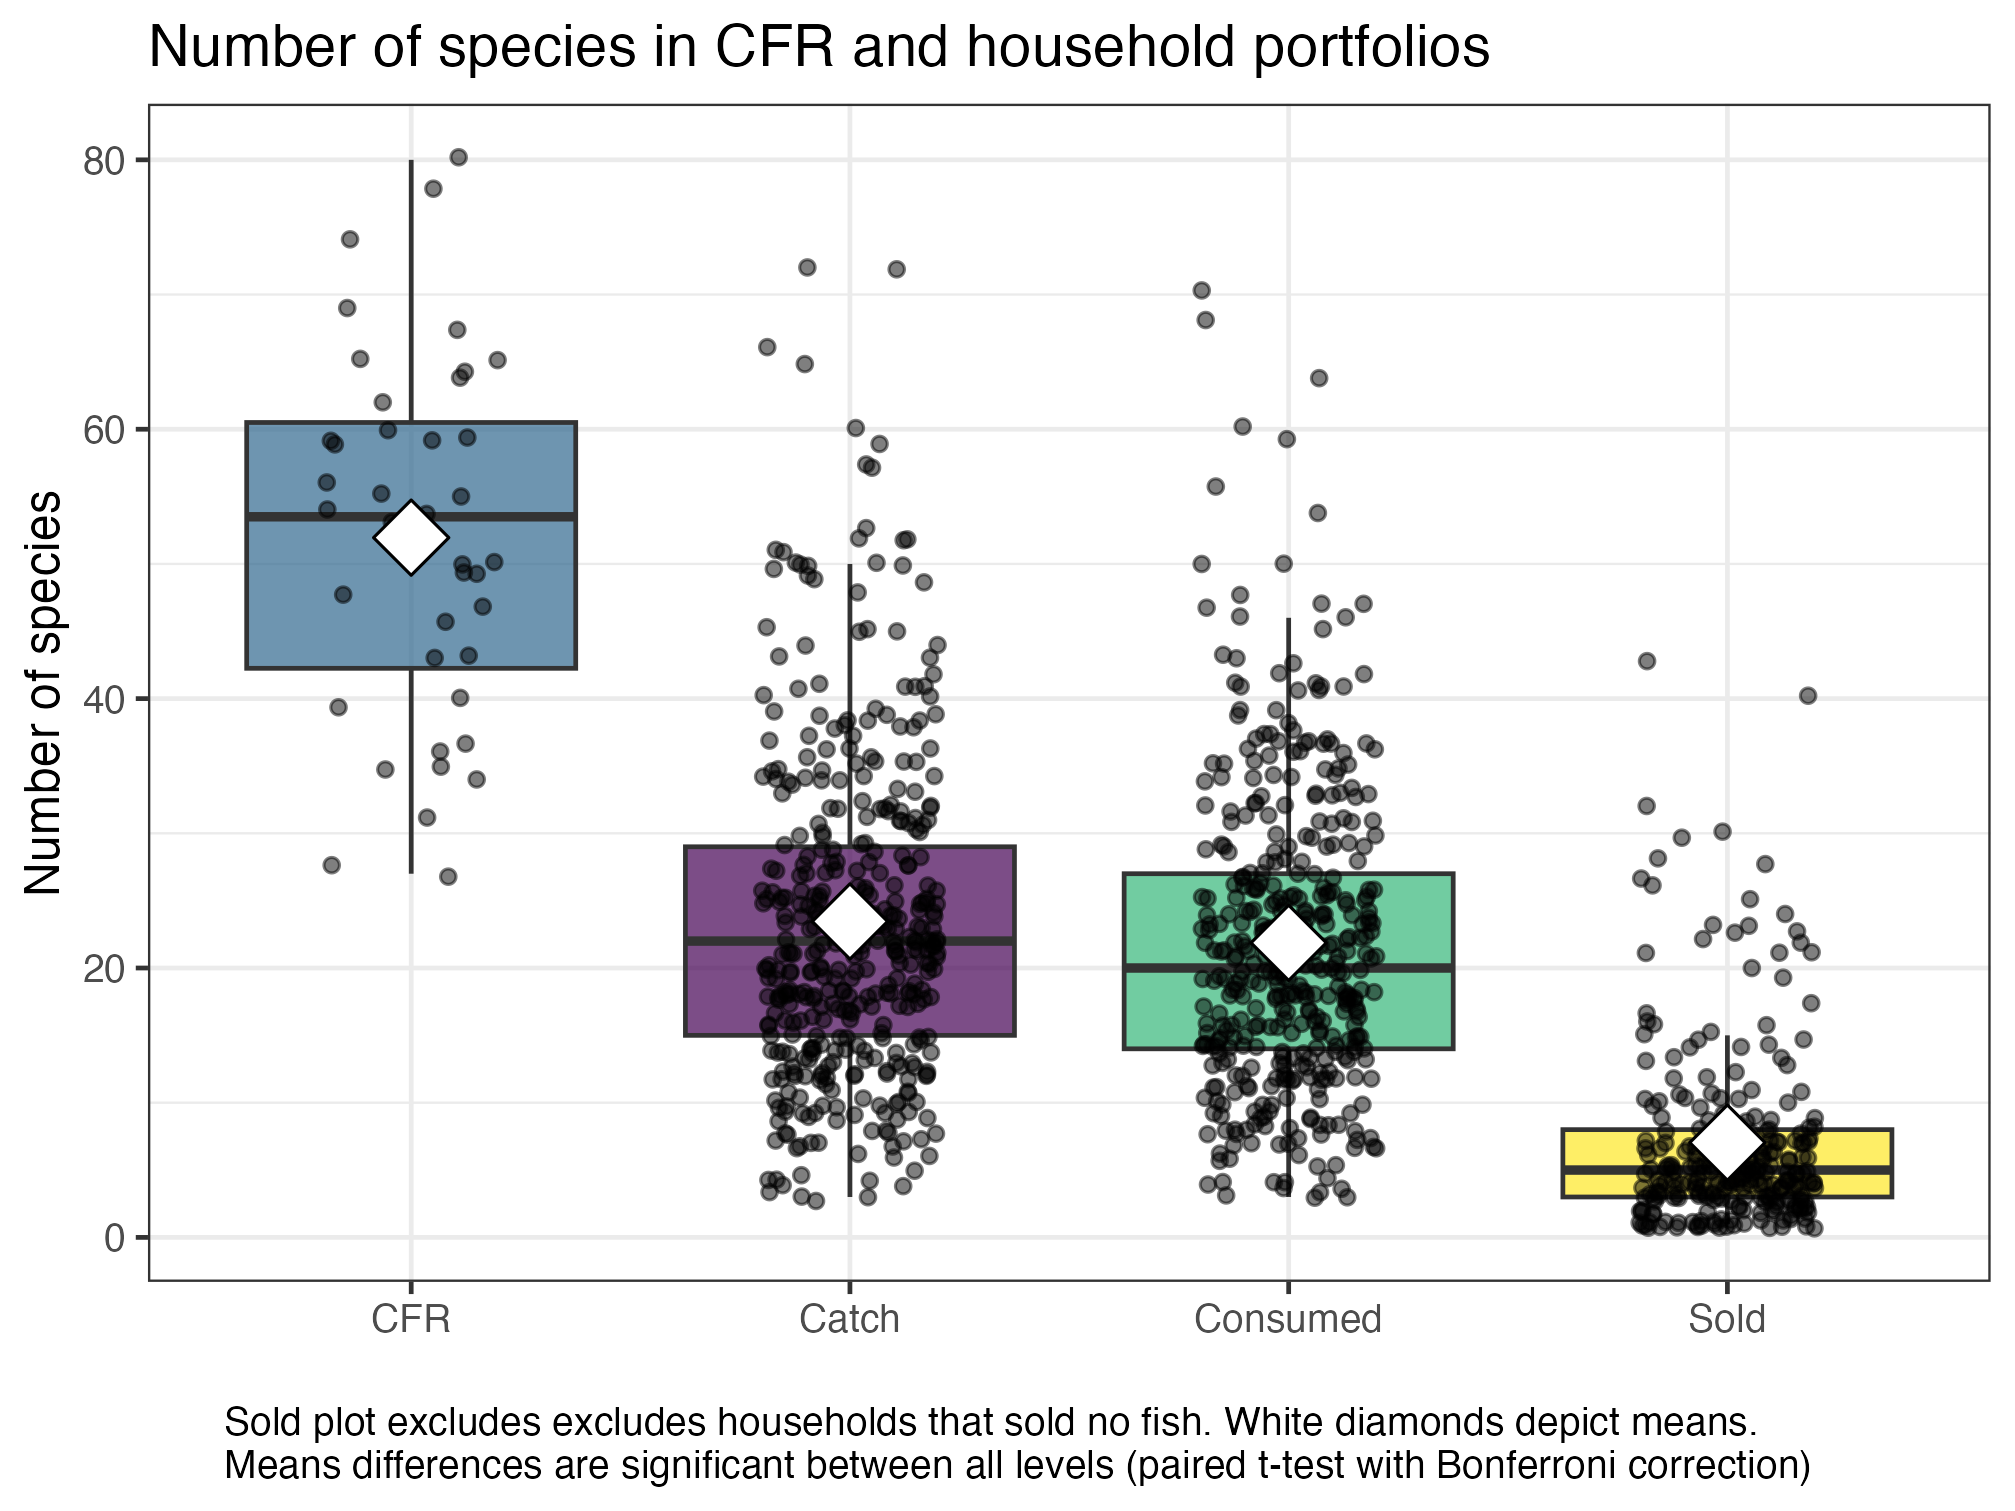 Number of species in CFR and household portfolios
Number of species
80
60
40
20
0
CFR
Catch
Consumed
Sold
Sold plot excludes excludes households that sold no fish. White diamonds depict means.
Means differences are significant between all levels (paired t-test with Bonferroni correction)